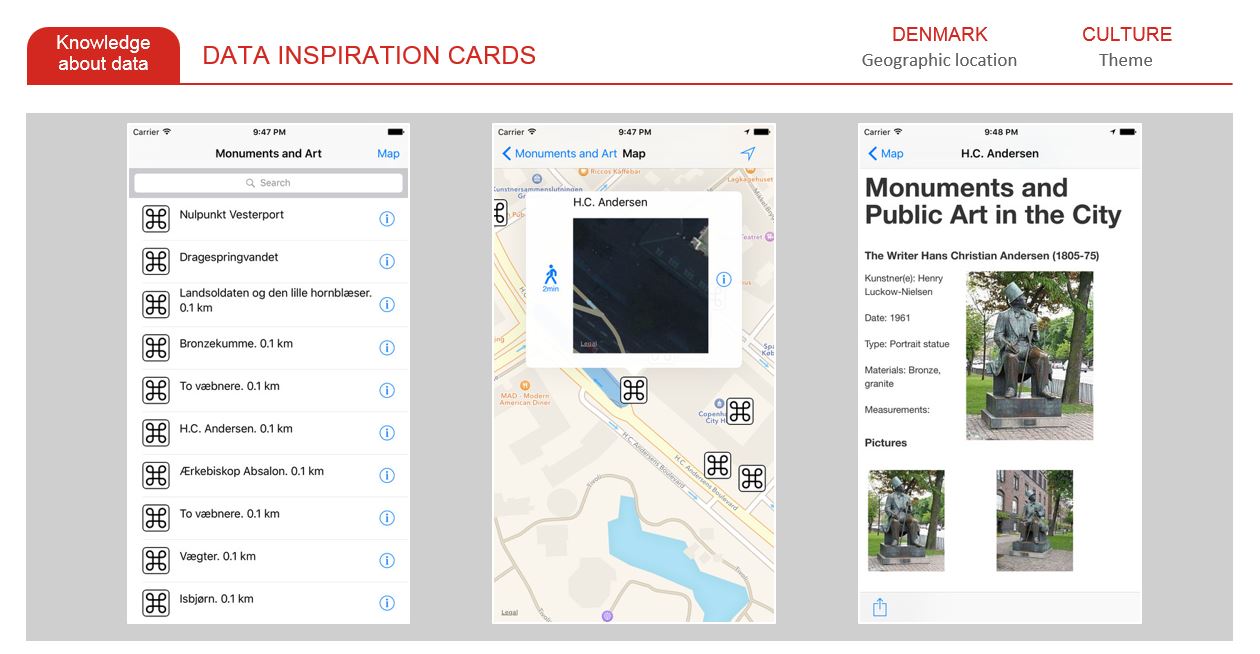 Knowledge
about data
DATA INSPIRATION CARDS
DENMARK
Geographic location
CULTURE
Theme
Carrier
9:47 PM
Monuments and Art
Map
Search
Nulpunkt Vesterport
Dragespringvandet
Landsoldaten og den lille hornblæser.
0.1 km
Bronzekumme. 0.1 km
To væbnere. 0.1 km
H.C. Andersen. 0.1 km
Ærkebiskop Absalon. 0.1 km
To væbnere. 0.1 km
Vægter. 0.1 km
Isbjørn. 0.1 km
Carrier
9:47 PM
Monuments and Art
Map
Riccos Kaffebar
Kunstnersammenslutningen
Lagkagehuset
H.C. Andersen
2min
Legal
MAD - Modern
American Diner
H.C. Andersens Boulevard
H.C. Andersens Boulevard
Tivoli
Legal
Carrier
9:48 PM
Map
H.C. Andersen
Monuments and
Public Art in the City
The Writer Hans Christian Andersen (1805-75)
Kunstner(e): Henry
Luckow-Nielsen
Date: 1961
Type: Portrait statue
Materials: Bronze,
granite
Measurements:
Pictures